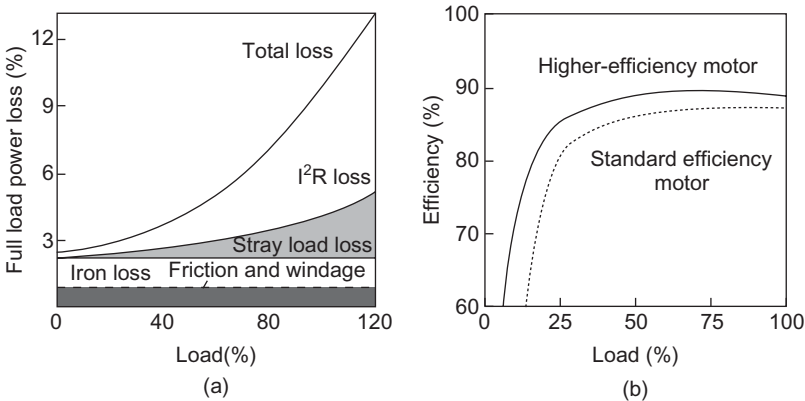 Full load power loss (%)
12
9
6
3
Total loss
I²R loss
Stray load loss
Iron loss
Friction and windage
0
40
80
120
Load(%)
(a)
Efficiency (%)
100
90
80
70
60
Higher-efficiency motor
Standard efficiency
motor
0
25
50
75
100
Load (%)
(b)